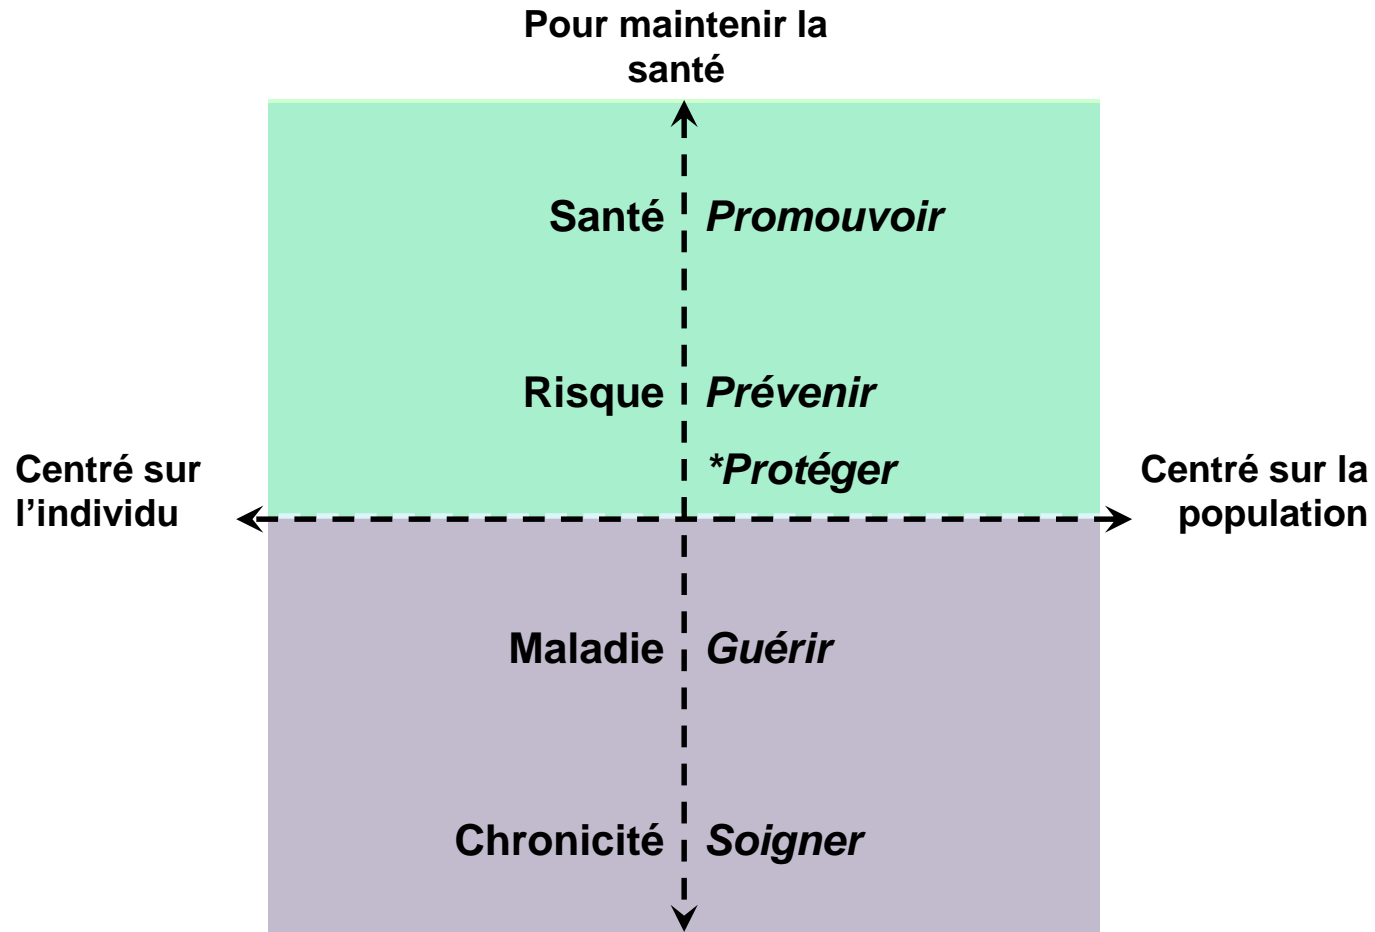 Pour maintenir la
santé
Santé Promouvoir
Risque Prévenir
*Protéger
Centré sur
l’individu
Centré sur la
population
Maladie Guérir
Chronicité Soigner